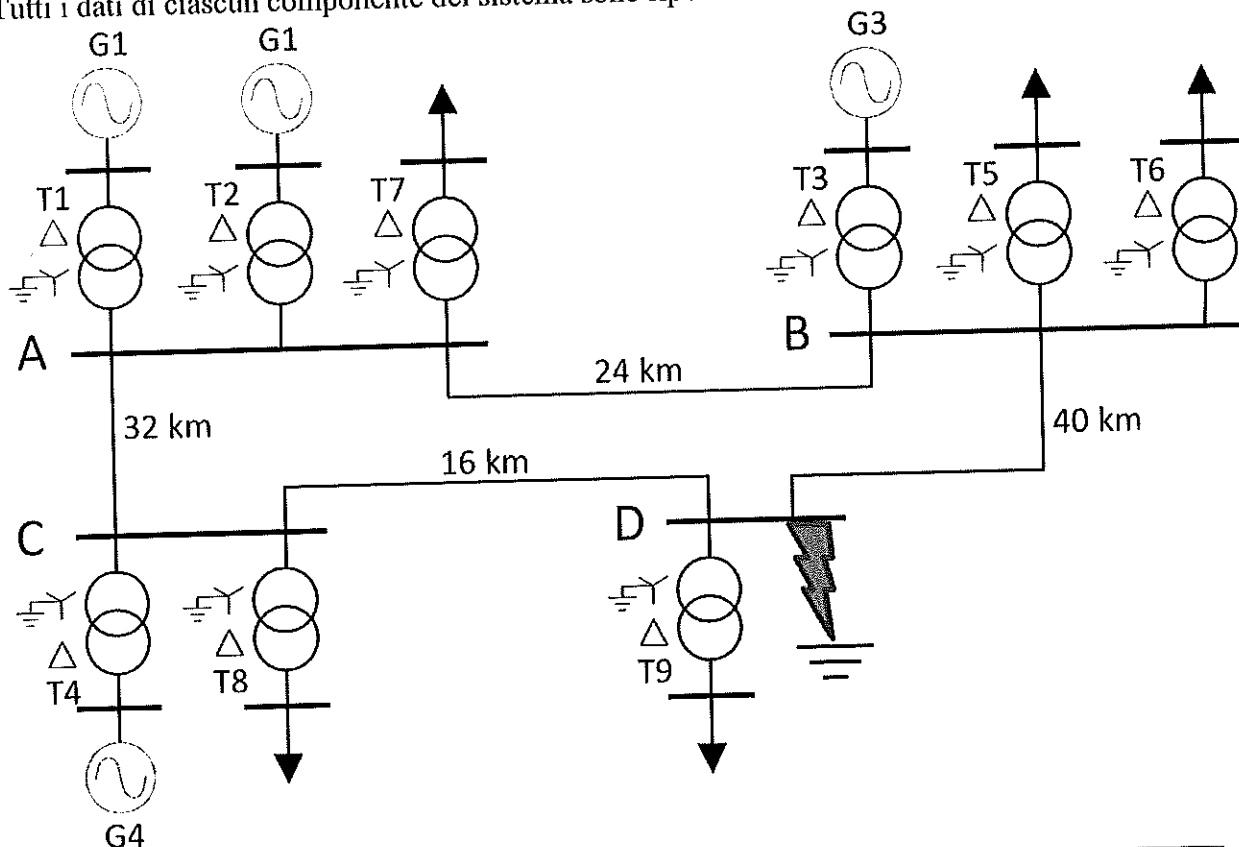 Tutti i dati di ciascun componente del sistema sono
G1
G1
G3
T1
T2
T7
T3
T5
T6
A
B
24 km
32 km
40 km
16 km
C
D
T4
T8
T9
G4